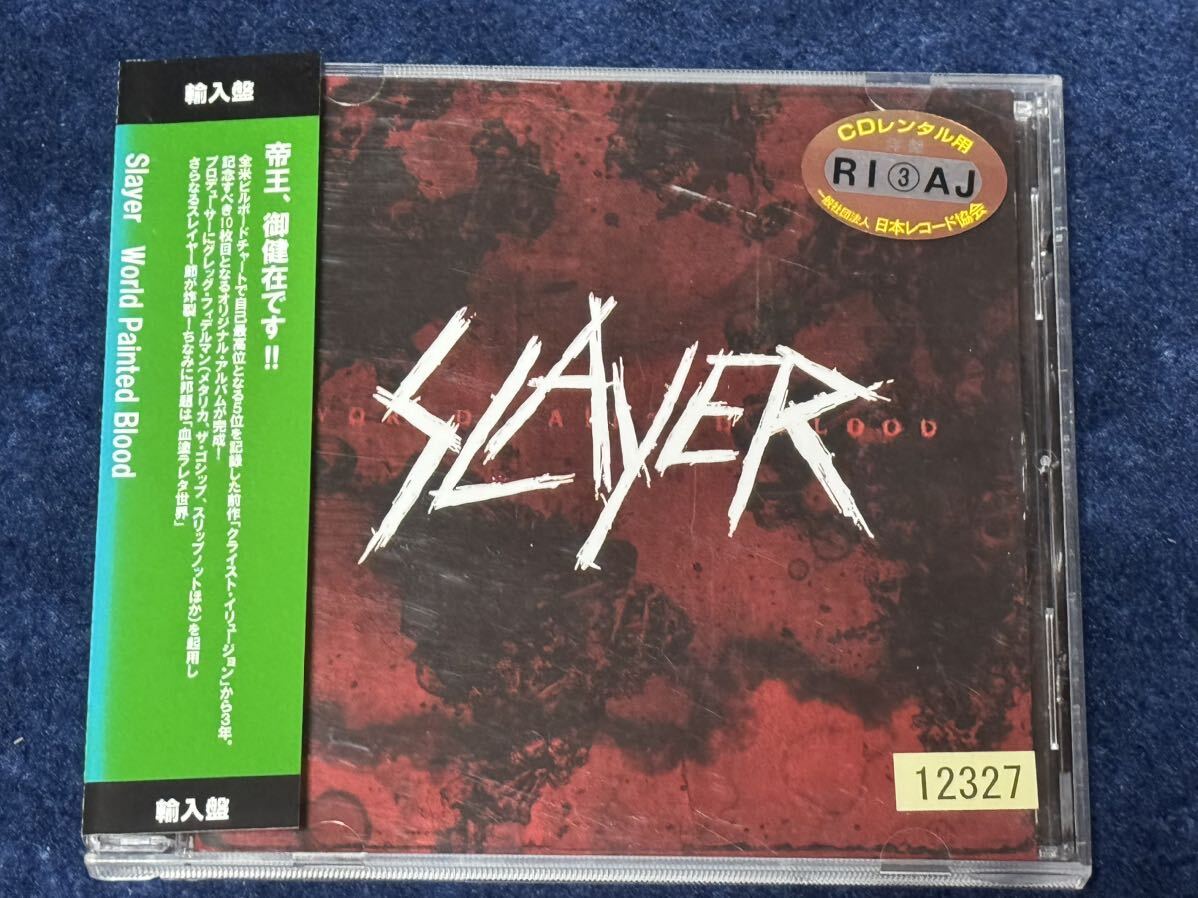 輸入盤
帝王、御健在です!!
全米ビルボードチャートで自己最高位となる5位を記録した前作「クライスト・イリュージョン」から3年。
記念すべき10枚目となるオリジナル・アルバムが完成!
プロデューサーにグレッグ・フィデルマン(メタリカ、ザ・ゴシップ、スリップノットほか)を起用し
さらなるスレイヤー節が炸裂!ちなみに邦題は「血塗ラレタ世界」
Slayer World Painted Blood
輸入盤
CDレンタル用
RI③AJ
一般社団法人 日本レコード協会
SLAYER
BLOOD
12327